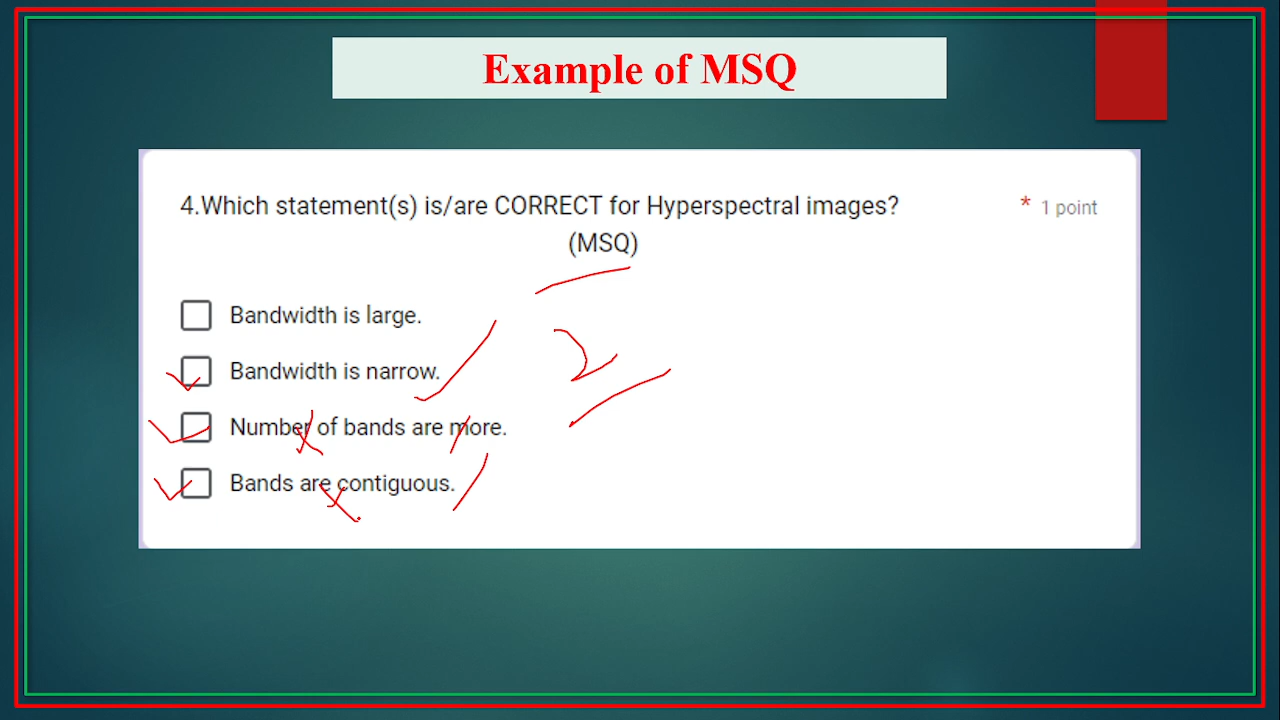 Example of MSQ
4.Which statement(s) is/are CORRECT for Hyperspectral images?
* 1 point
(MSQ)
Bandwidth is large.
Bandwidth is narrow.
2
Number of bands are more.
Bands are contiguous.